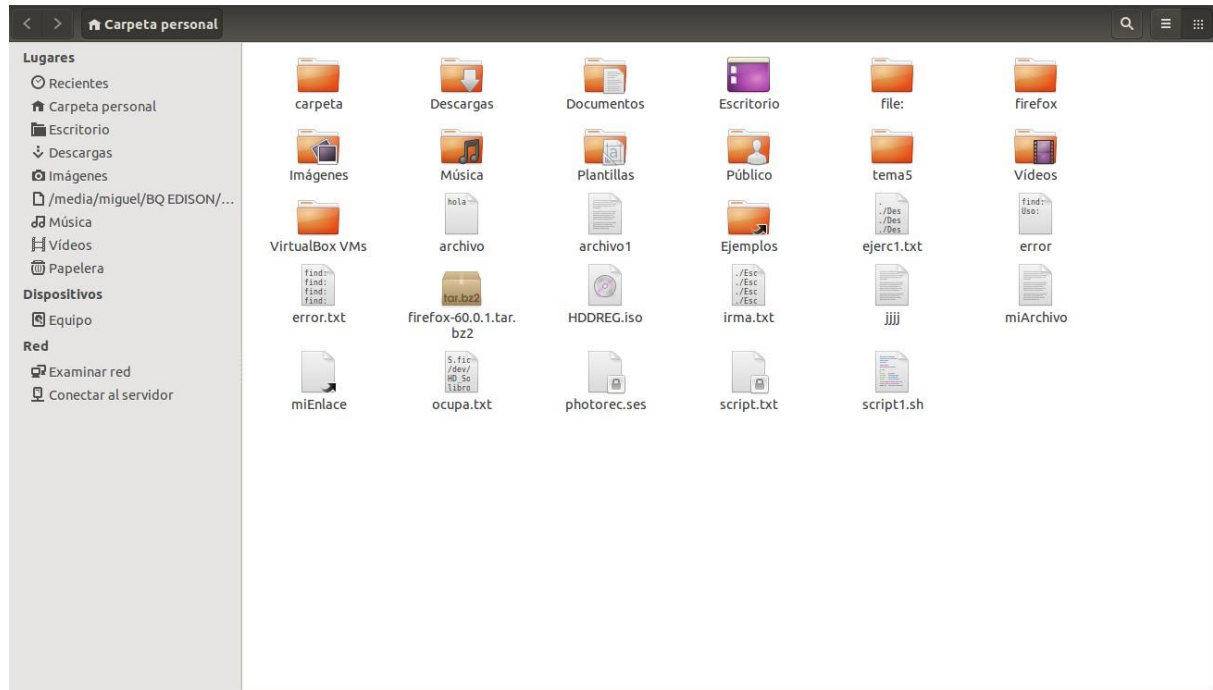 Carpeta personal
Lugares
Recientes
Carpeta personal
Escritorio
Descargas
Imágenes
/media/miguel/BQ EDISON/...
Música
Vídeos
Papelera
Dispositivos
Equipo
Red
Examinar red
Conectar al servidor
carpeta
Descargas
Documentos
Escritorio
file:
firefox
Imágenes
Música
Plantillas
Público
tema5
Vídeos
hola
.
./Des
./Des
./Des
find:
Uso:
VirtualBox VMs
archivo
archivo1
Ejemplos
ejerc1.txt
error
find:
find:
find:
find:
tar.bz2
./Esc
./Esc
./Esc
./Esc
error.txt
firefox-60.0.1.tar.
bz2
HDDREG.iso
irma.txt
jjjj
miArchivo
S.fic
/dev/
HD_So
libro
miEnlace
ocupa.txt
photorec.ses
script.txt
script1.sh